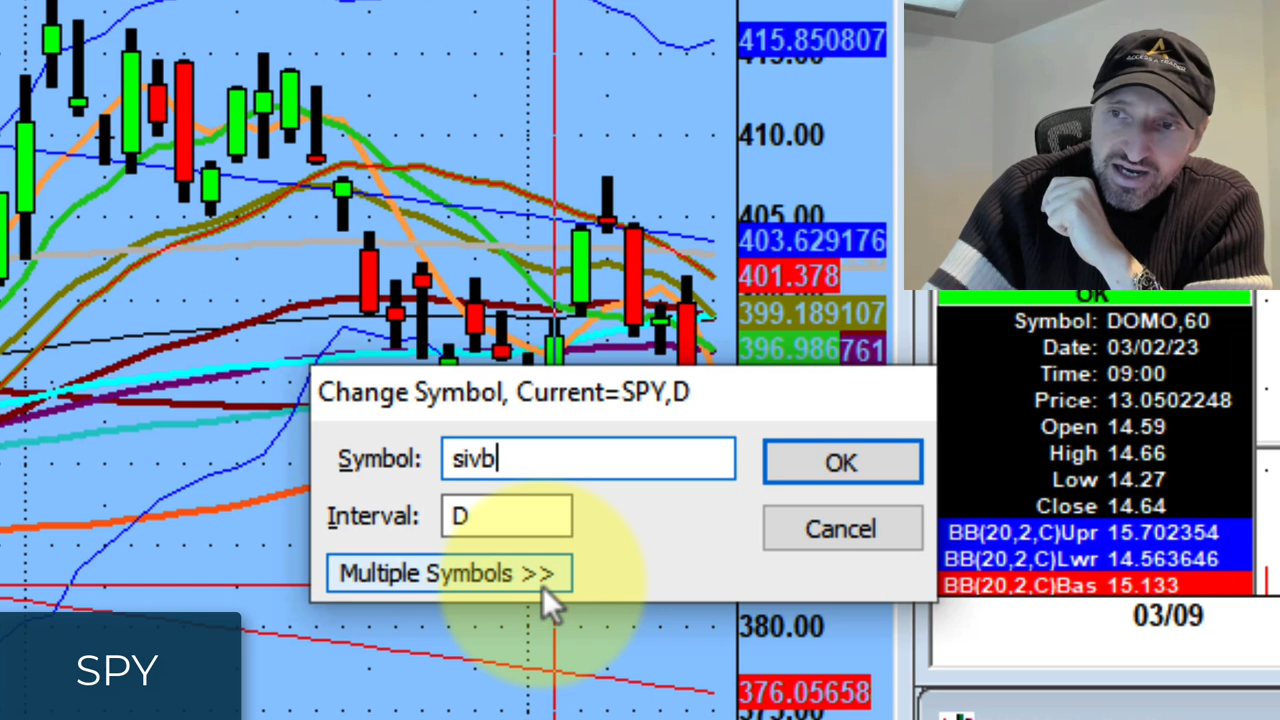 415.850807
410.00
405.00
403.629176
401.378
399.189107
396.986761
380.00
376.05658
375.00
Change Symbol, Current=SPY,D
Symbol: sivb
OK
Interval: D
Cancel
Multiple Symbols >>
SPY
OK
Symbol: DOMO,60
Date: 03/02/23
Time: 09:00
Price: 13.0502248
Open 14.59
High 14.66
Low 14.27
Close 14.64
BB(20,2,C)Upr 15.702354
BB(20,2,C)Lwr 14.563646
BB(20,2,C)Bas 15.133
03/09